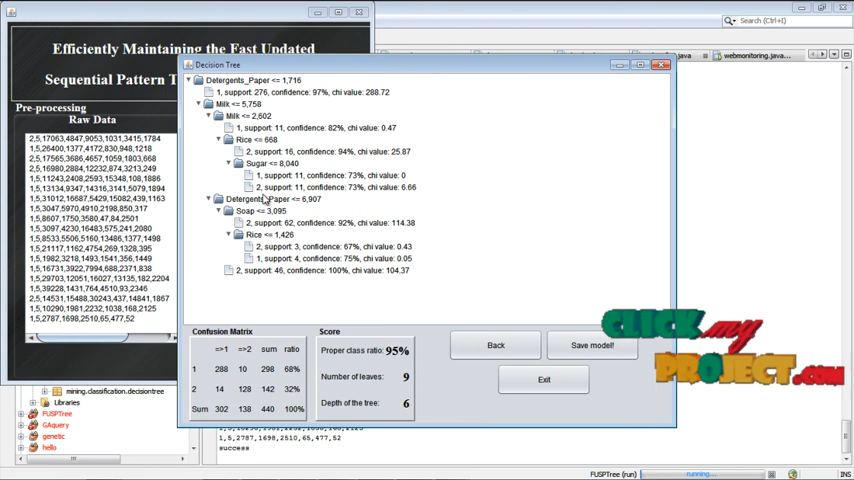 Search (Ctrl+I)
.java
webmonitoring.java...
Efficiently Maintaining the Fast Updated
Sequential Pattern T
Pre-processing
Raw Data
2,5,17063,4847,9053,1031,3415,1784
1,5,26400,1377,4172,830,948,1218
2,5,17565,3686,4657,1059,1803,668
2,5,16980,2884,12232,874,3213,249
1,5,11243,2408,2593,15348,108,1886
1,5,13134,9347,14316,3141,5079,1894
1,5,31012,16687,5429,15082,439,1163
1,5,3047,5970,4910,2198,850,317
1,5,8607,1750,3580,47,84,2501
1,5,3097,4230,16483,575,241,2080
1,5,8533,5506,5160,13486,1377,1498
1,5,21117,1162,4754,269,1328,395
1,5,1982,3218,1493,1541,356,1449
1,5,16731,3922,7994,688,2371,838
1,5,29703,12051,16027,13135,182,2204
1,5,39228,1431,764,4510,93,2346
2,5,14531,15488,30243,437,14841,1867
1,5,10290,1981,2232,1038,168,2125
1,5,2787,1698,2510,65,477,52
Decision Tree
Detergents_Paper <= 1,716
1, support: 276, confidence: 97%, chi value: 288.72
Milk <= 5,758
Milk <= 2,602
1, support: 11, confidence: 82%, chi value: 0.47
Rice <= 668
2, support: 16, confidence: 94%, chi value: 25.87
Sugar <= 8,040
1, support: 11, confidence: 73%, chi value: 0
2, support: 11, confidence: 73%, chi value: 6.66
Detergents_Paper <= 6,907
Soap <= 3,095
2, support: 62, confidence: 92%, chi value: 114.38
Rice <= 1,426
2, support: 3, confidence: 67%, chi value: 0.43
1, support: 4, confidence: 75%, chi value: 0.05
2, support: 46, confidence: 100%, chi value: 104.37
Confusion Matrix
=>1 =>2 sum ratio
1 288 10 298 68%
2 14 128 142 32%
Sum 302 138 440 100%
Score
Proper class ratio: 95%
Number of leaves: 9
Depth of the tree: 6
Back
Save model!
Exit
CLICK my
PROJECT.COM
mining.classification.decisiontree
Libraries
FUSPTree
GAquery
genetic
hello
1,5,2787,1698,2510,65,477,52
success
FUSPTree (run)
running...
INS